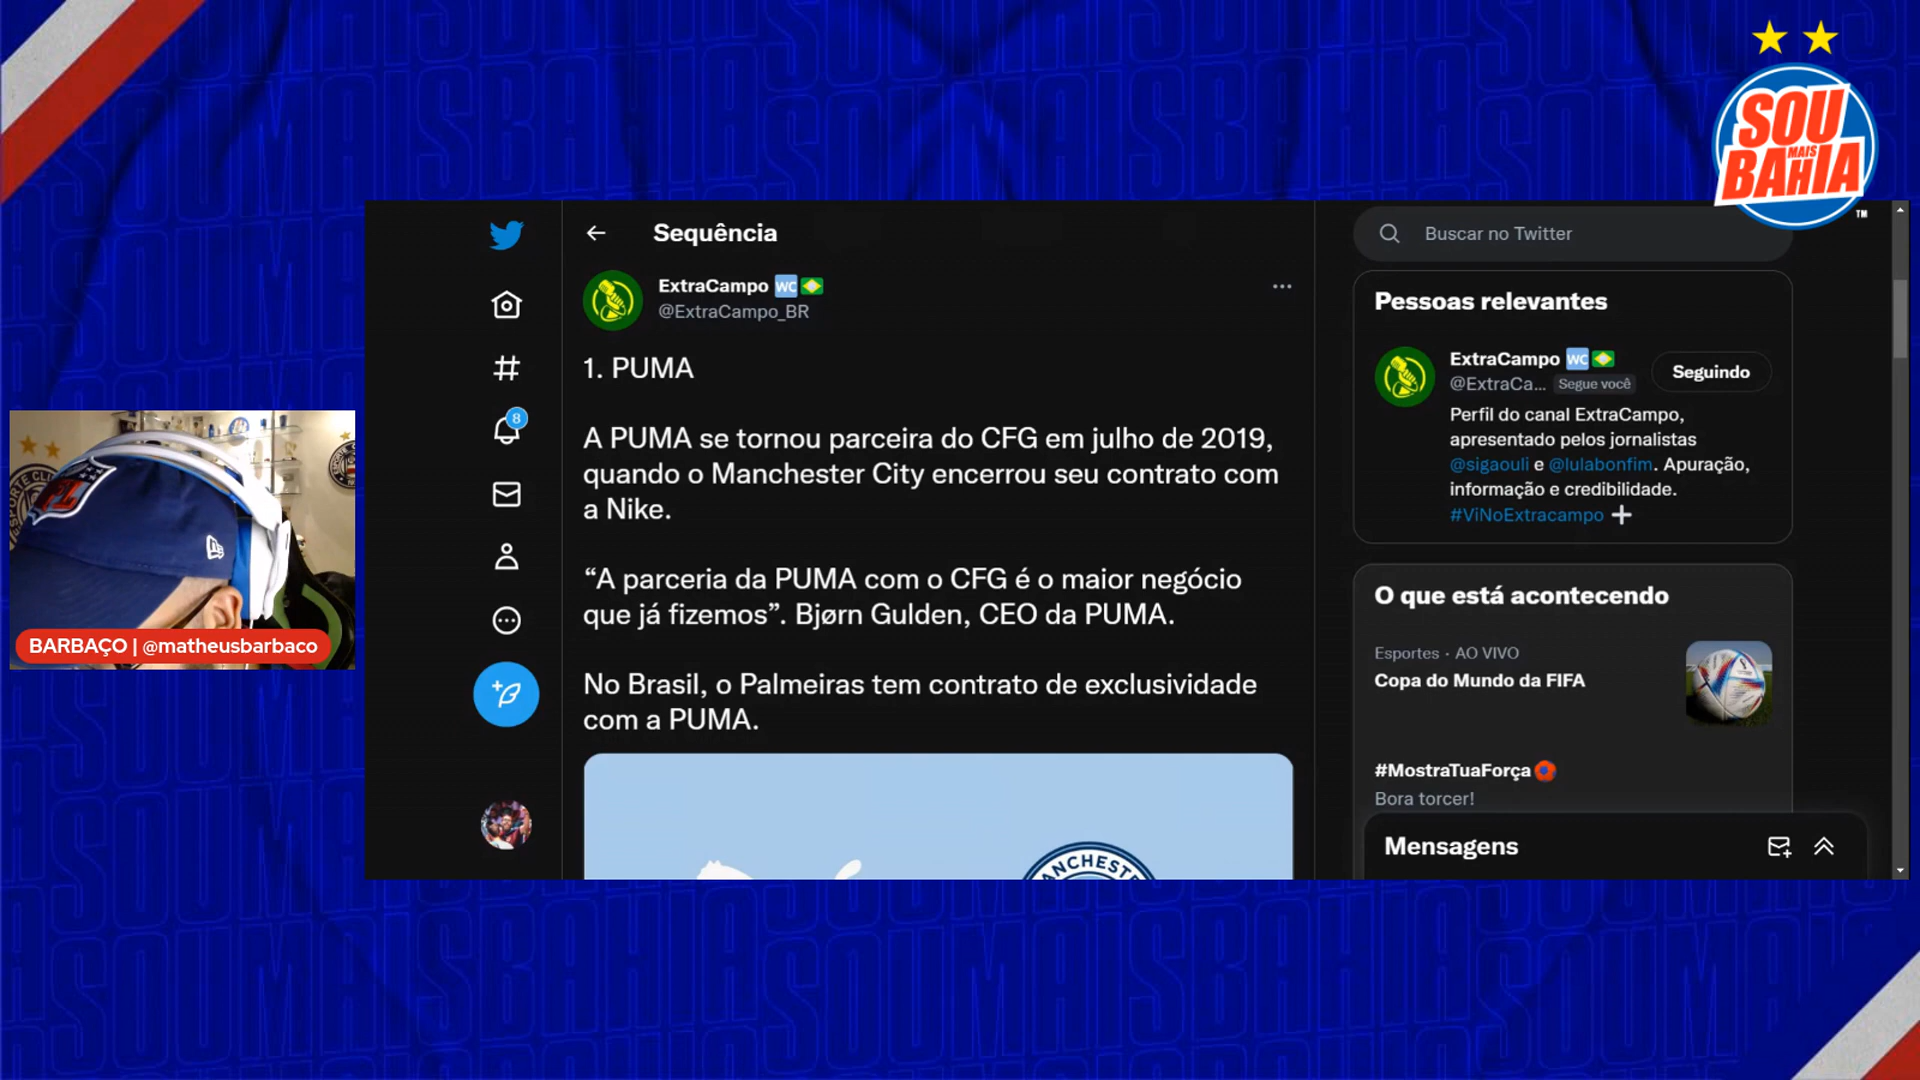 SOU
MAIS
BAHIA
TM
Sequência
Buscar no Twitter
ExtraCampo WC
@ExtraCampo_BR
1. PUMA
A PUMA se tornou parceira do CFG em julho de 2019,
quando o Manchester City encerrou seu contrato com
a Nike.
“A parceria da PUMA com o CFG é o maior negócio
que já fizemos”. Bjørn Gulden, CEO da PUMA.
No Brasil, o Palmeiras tem contrato de exclusividade
com a PUMA.
8
Pessoas relevantes
ExtraCampo WC
@ExtraCa... Segue você
Seguindo
Perfil do canal ExtraCampo,
apresentado pelos jornalistas
@sigaouli e @lulabonfim. Apuração,
informação e credibilidade.
#ViNoExtracampo
O que está acontecendo
Esportes · AO VIVO
Copa do Mundo da FIFA
#MostraTuaForça
Bora torcer!
Mensagens
BARBAÇO | @matheusbarbaco